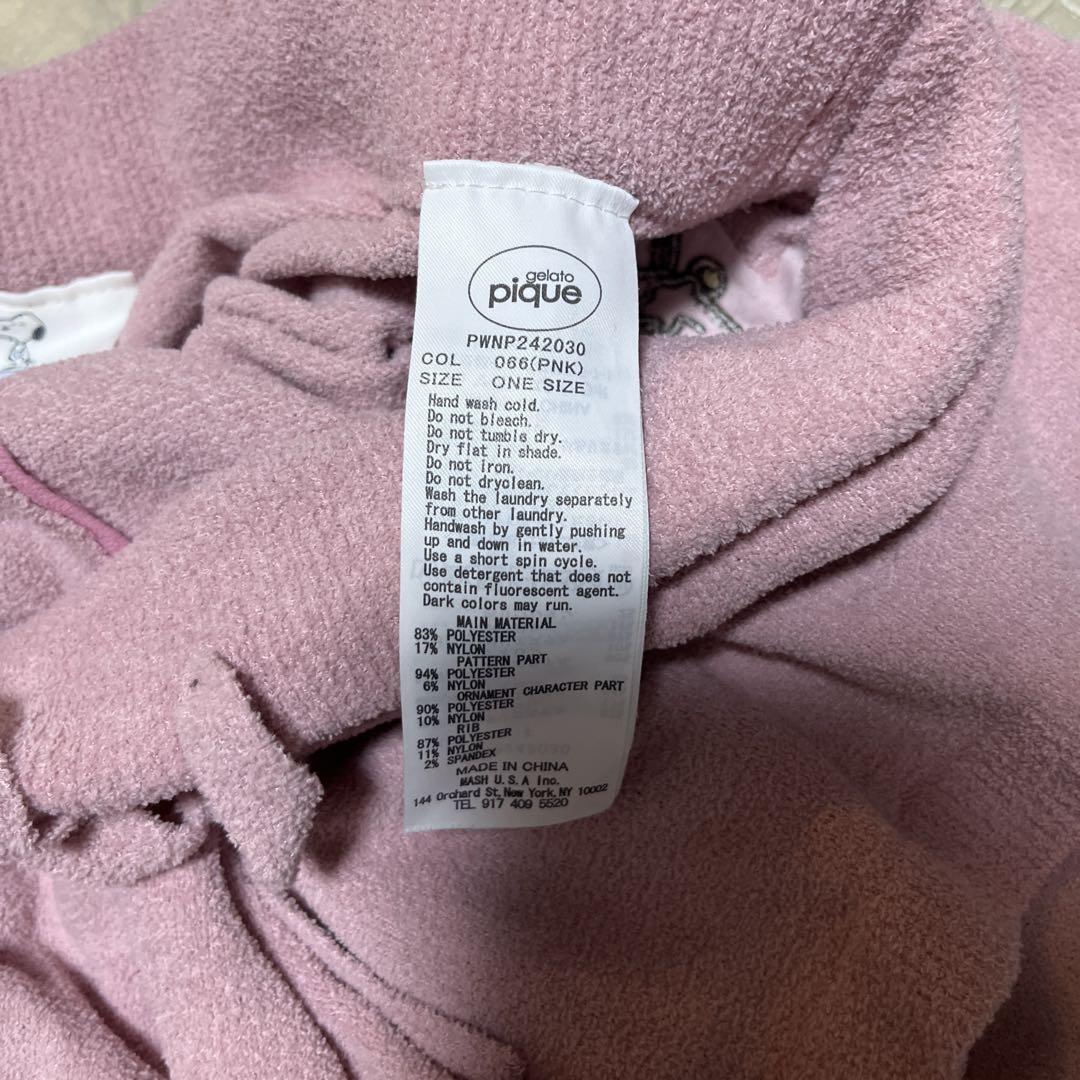 gelato
pique
PWNP242030
COL 066(PNK)
SIZE ONE SIZE
Hand wash cold.
Do not bleach.
Do not tumble dry.
Dry flat in shade.
Do not iron.
Do not dryclean.
Wash the laundry separately
from other laundry.
Handwash by gently pushing
up and down in water.
Use a short spin cycle.
Use detergent that does not
contain fluorescent agent.
Dark colors may run.
MAIN MATERIAL
83% POLYESTER
17% NYLON
PATTERN PART
94% POLYESTER
6% NYLON
ORNAMENT CHARACTER PART
90% POLYESTER
10% NYLON
RIB
87% POLYESTER
11% NYLON
2% SPANDEX
MADE IN CHINA
MASH U.S.A Inc.
144 Orchard St, New York, NY 10002
TEL 917 409 5520